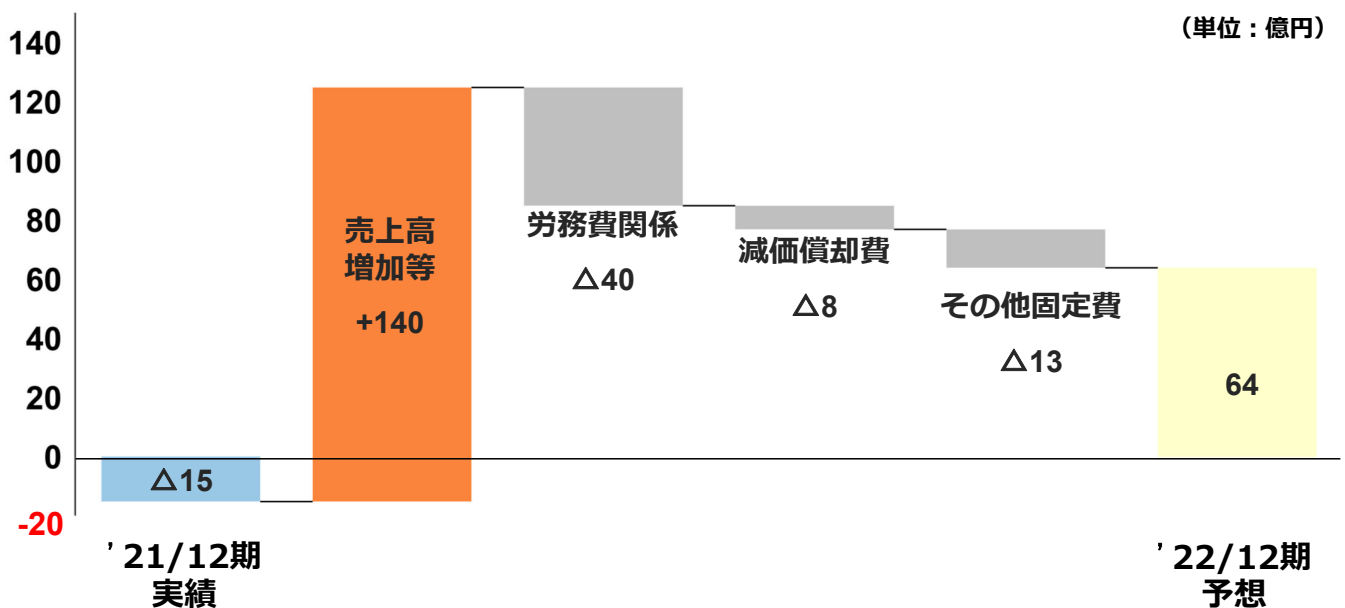 （単位：億円）
140
120
100
80
60
40
20
0
-20
△15
売上高
増加等
+140
労務費関係
△40
減価償却費
△8
その他固定費
△13
64
’21/12期
実績
’22/12期
予想